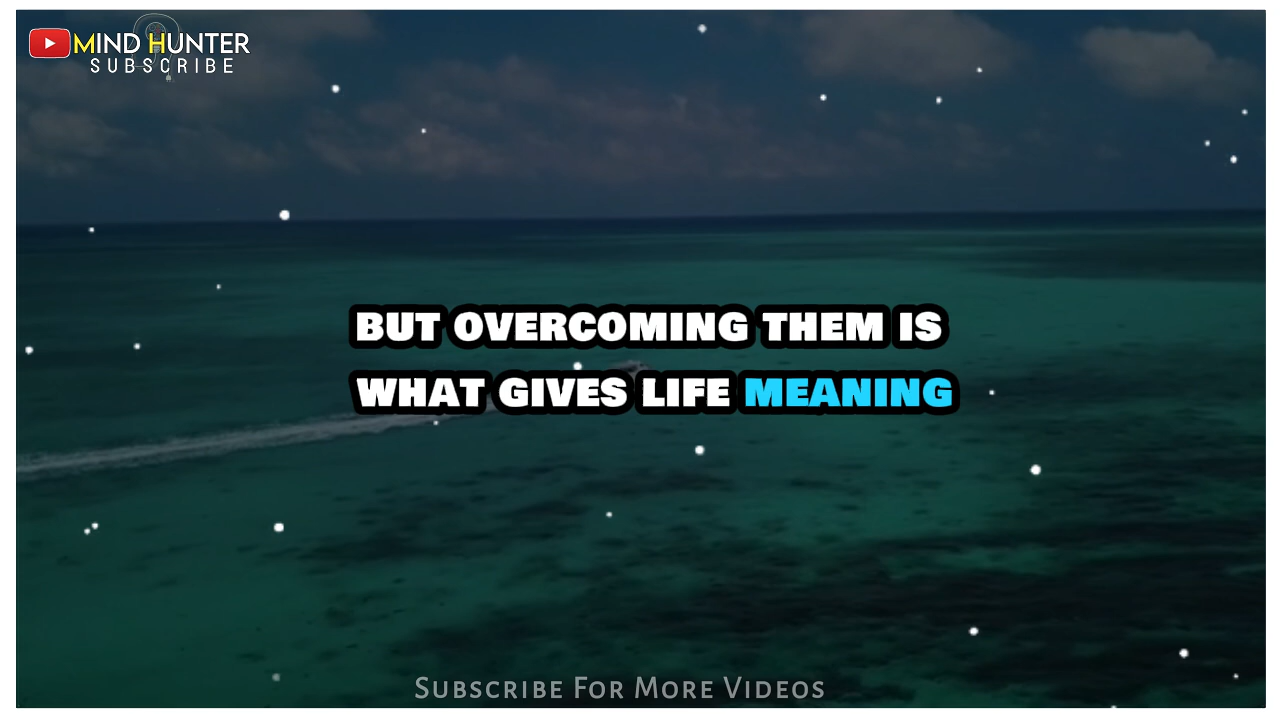 MIND HUNTER
SUBSCRIBE
BUT OVERCOMING THEM IS
WHAT GIVES LIFE MEANING
SUBSCRIBE FOR MORE VIDEOS